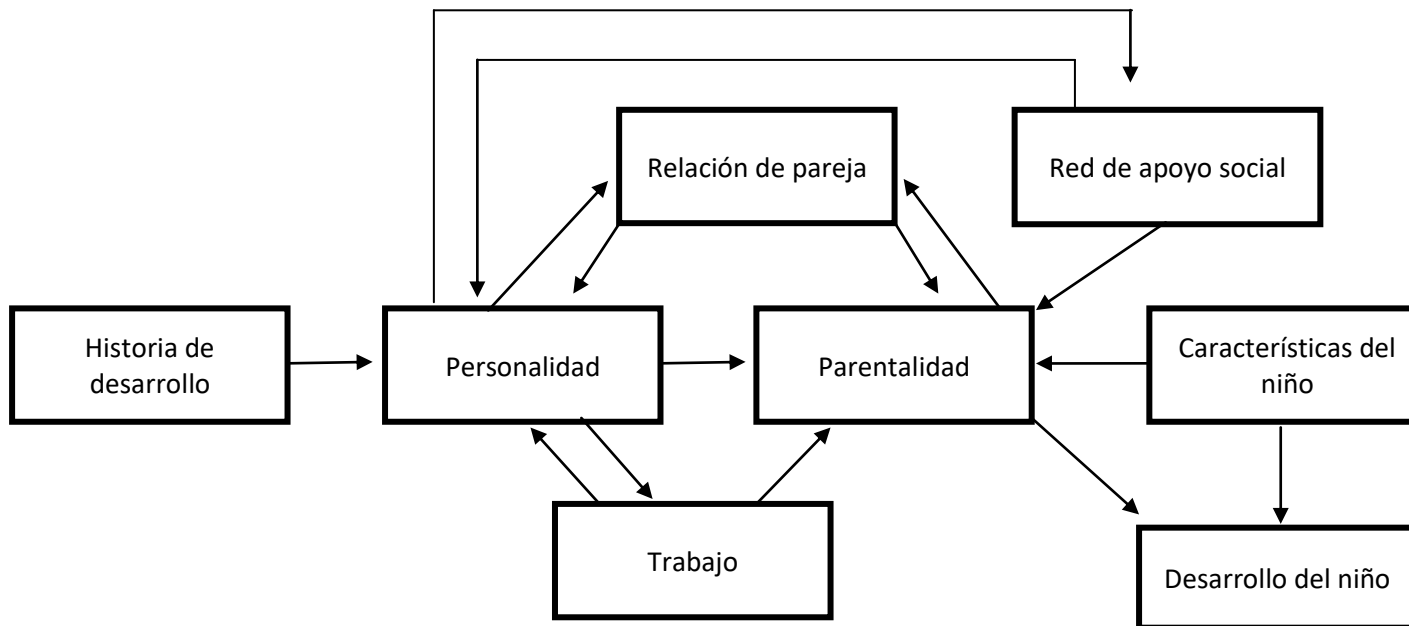 Relación de pareja
Red de apoyo social
Historia de
desarrollo
Personalidad
Parentalidad
Características del
niño
Trabajo
Desarrollo del niño